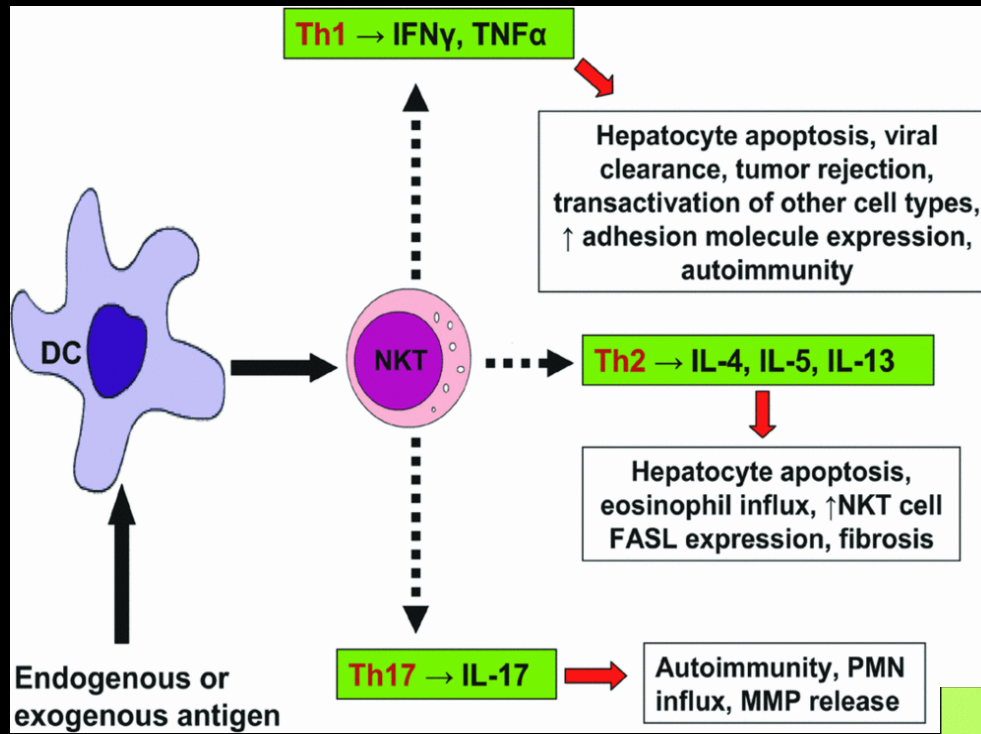 Th1 → IFNγ, TNFα
Hepatocyte apoptosis, viral
clearance, tumor rejection,
transactivation of other cell types,
↑ adhesion molecule expression,
autoimmunity
DC
NKT
Th2 → IL-4, IL-5, IL-13
Hepatocyte apoptosis,
eosinophil influx, ↑NKT cell
FASL expression, fibrosis
Endogenous or
exogenous antigen
Th17 → IL-17
Autoimmunity, PMN
influx, MMP release